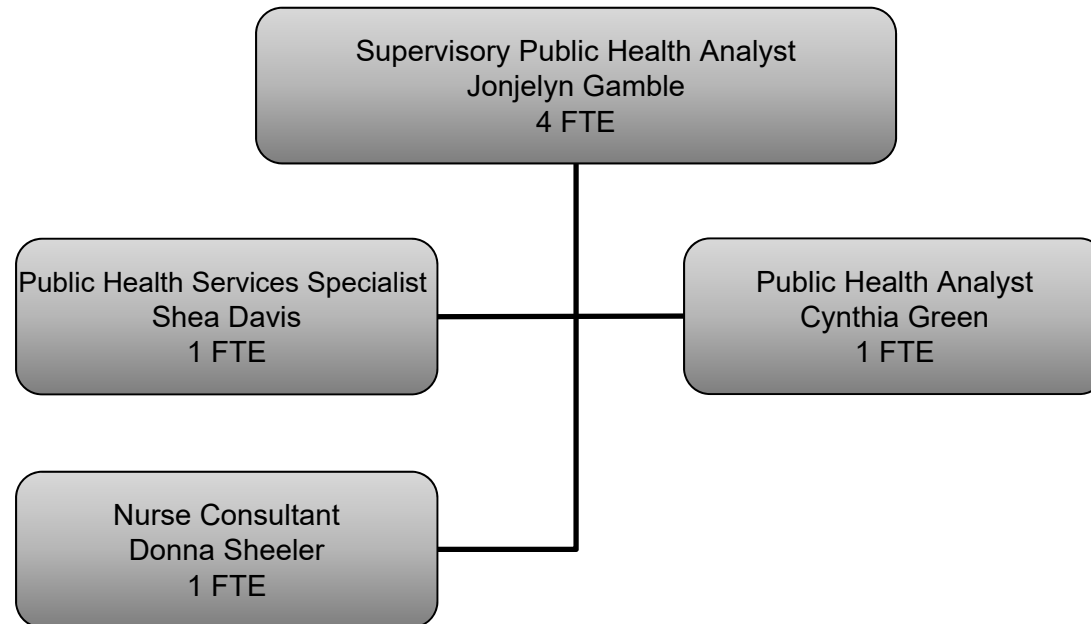 Supervisory Public Health Analyst
Jonjelyn Gamble
4 FTE
Public Health Services Specialist
Shea Davis
1 FTE
Public Health Analyst
Cynthia Green
1 FTE
Nurse Consultant
Donna Sheeler
1 FTE